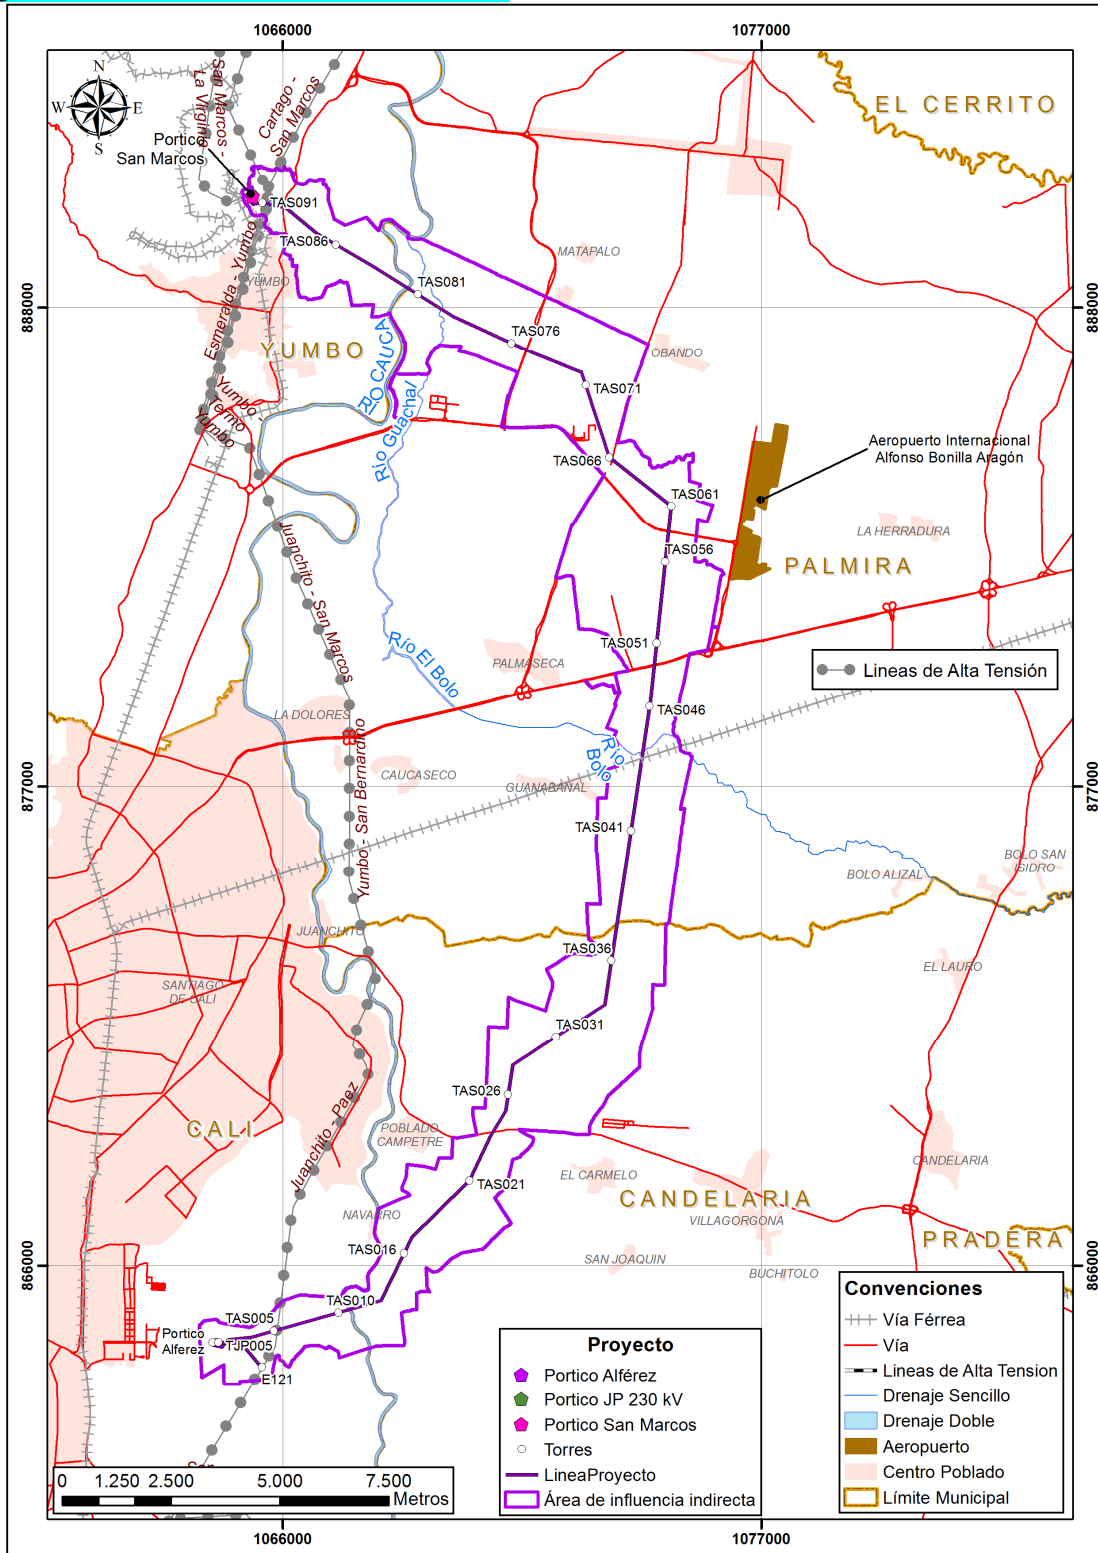 1066000
1077000
N
W
E
S
San Marcos -
La Virginia
Cartago -
San Marcos
EL CERRITO
Portico
San Marcos
TAS091
TAS086
MATAPALO
TAS081
YUMBO
Esmeralda - Yumbo
888000
888000
TAS076
YUMBO
RÍO CAUCA
OBANDO
TAS071
Yumbo -
Termo
Yumbo
Río Guachal
Aeropuerto Internacional
Alfonso Bonilla Aragón
TAS066
TAS061
LA HERRADURA
TAS056
PALMIRA
Juanchito - San Marcos
TAS051
Río El Bolo
PALMASECA
Lineas de Alta Tensión
TAS046
LA DOLORES
Río
Bolo
CAUCASECO
GUANABANAL
877000
877000
Yumbo - San Bernardino
TAS041
BOLO SAN
ISIDRO
BOLO ALIZAL
JUANCHITO
TAS036
EL LAURO
SANTIAGO
DE CALI
TAS031
TAS026
Juanchito - Paez
CALI
POBLADO
CAMPETRE
CANDELARIA
EL CARMELO
TAS021
CANDELARIA
NAVARRO
VILLAGORGONA
TAS016
PRADERA
SAN JOAQUIN
BUCHITOLO
866000
866000
TAS010
TAS005
Portico
Alferez
TJP005
E121
San
Convenciones
Vía Férrea
Vía
Lineas de Alta Tension
Drenaje Sencillo
Drenaje Doble
Aeropuerto
Centro Poblado
Límite Municipal
Proyecto
Portico Alférez
Portico JP 230 kV
Portico San Marcos
Torres
LineaProyecto
Área de influencia indirecta
0 1.250 2.500 5.000 7.500
Metros
1066000
1077000